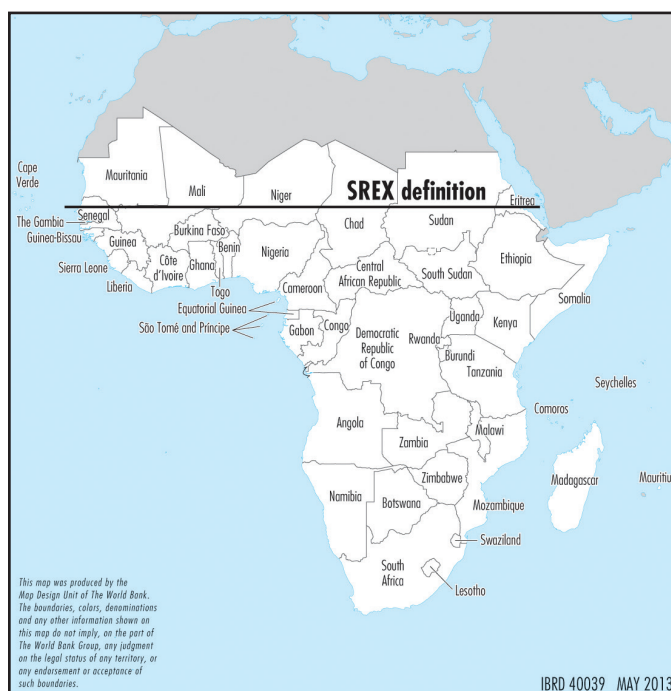 Cape
Verde
Mauritania
Mali
Niger
SREX definition
Eritrea
Senegal
The Gambia
Guinea-Bissau
Guinea
Sierra Leone
Liberia
Côte
d'Ivoire
Burkina Faso
Ghana
Togo
Benin
Nigeria
Chad
Sudan
Ethiopia
Cameroon
Central
African Republic
South Sudan
Somalia
Equatorial Guinea
São Tomé and Príncipe
Gabon
Congo
Democratic
Republic
of Congo
Uganda
Kenya
Rwanda
Burundi
Tanzania
Seychelles
Comoros
Angola
Zambia
Malawi
Madagascar
Mauritiu
Namibia
Botswana
Zimbabwe
Mozambique
Swaziland
South
Africa
Lesotho
This map was produced by the
Map Design Unit of The World Bank.
The boundaries, colors, denominations
and any other information shown on
this map do not imply, on the part of
The World Bank Group, any judgment
on the legal status of any territory, or
any endorsement or acceptance of
such boundaries.
IBRD 40039 MAY 2013